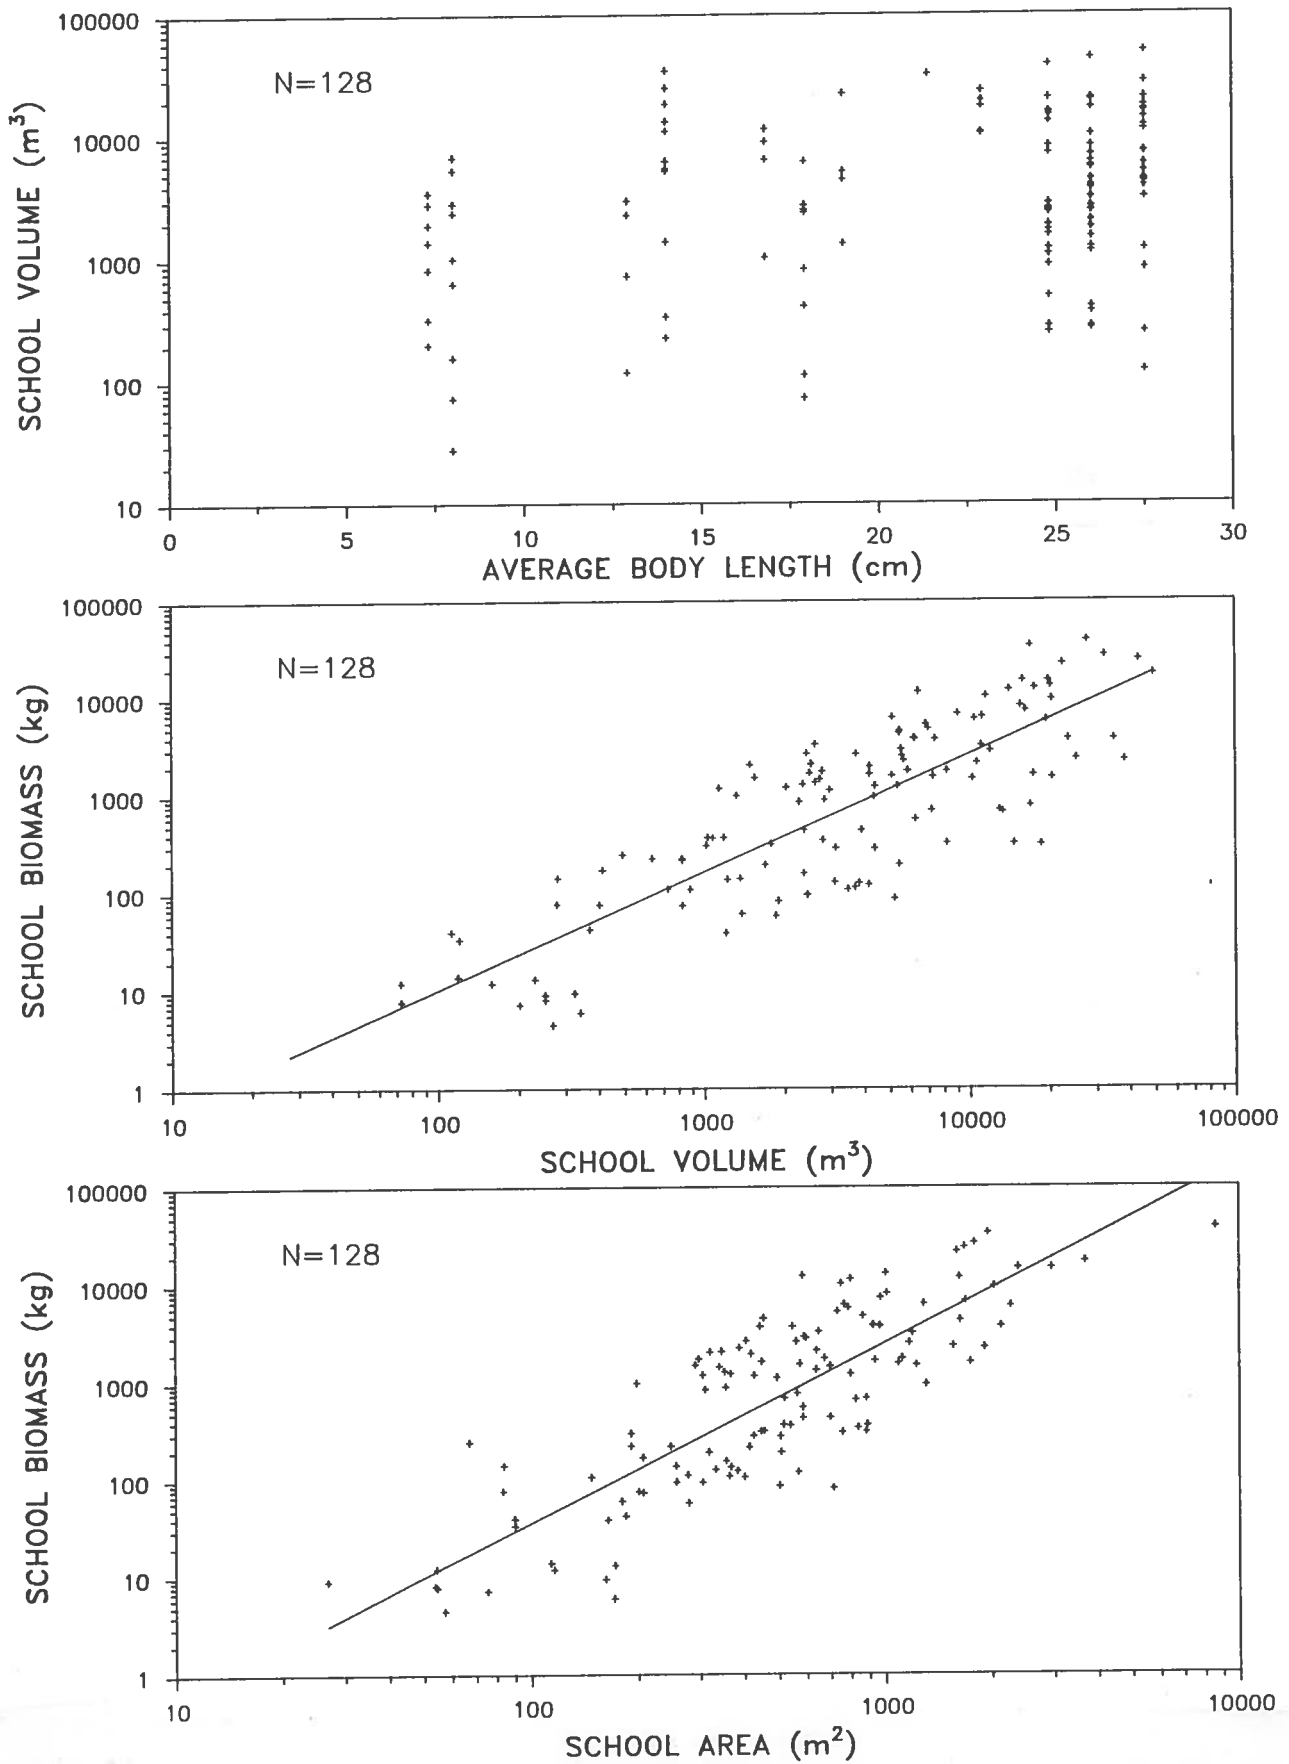 100000
10000
1000
100
10
SCHOOL VOLUME (m³)
N=128
0 5 10 15 20 25 30
AVERAGE BODY LENGTH (cm)
100000
10000
1000
100
10
1
SCHOOL BIOMASS (kg)
N=128
10 100 1000 10000 100000
SCHOOL VOLUME (m³)
100000
10000
1000
100
10
1
SCHOOL BIOMASS (kg)
N=128
10 100 1000 10000
SCHOOL AREA (m²)